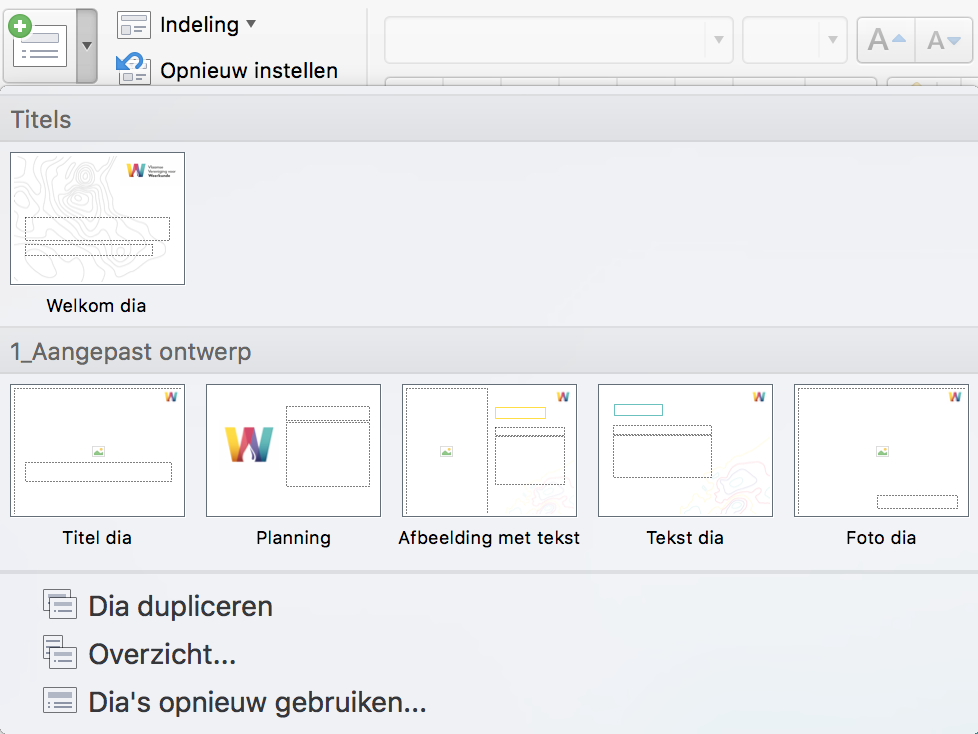 Indeling
Opnieuw instellen
A A
Titels
W Vlaamse
Vereniging voor
Weerkunde
Welkom dia
1_Aangepast ontwerp
W
W
W
W
W
Titel dia
Planning
Afbeelding met tekst
Tekst dia
Foto dia
Dia dupliceren
Overzicht...
Dia's opnieuw gebruiken...